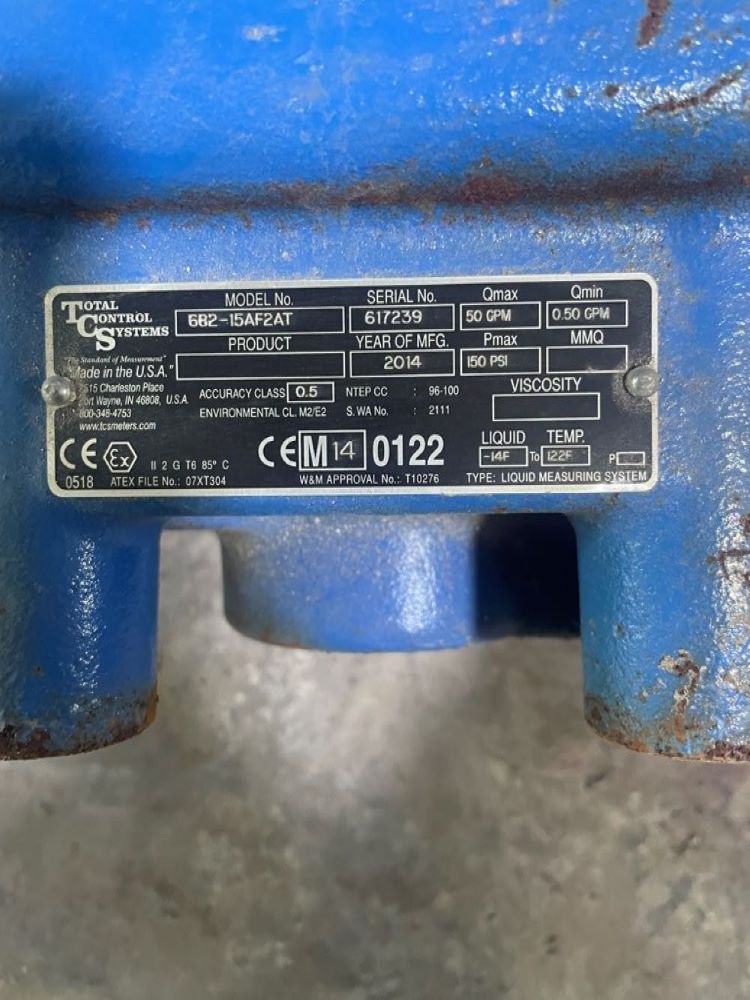 TOTAL CONTROL SYSTEMS
"The Standard of Measurement"
Made in the U.S.A."
Charleston Place
Wayne, IN 46808, U.S.A.
800-348-4753
www.tcsmeters.com
MODEL No.
682-15AF2AT
SERIAL No.
617239
Qmax
50 GPM
Qmin
0.50 GPM
PRODUCT
YEAR OF MFG.
2014
Pmax
150 PSI
MMQ
ACCURACY CLASS 0.5
NTEP CC : 96-100
ENVIRONMENTAL CL. M2/E2
S. WA No. : 2111
VISCOSITY
CE Ex II 2 G T6 85° C
0518 ATEX FILE No.: 07XT304
CE M 14 0122
W&M APPROVAL No.: T10276
LIQUID TEMP.
-14F To 122F
P
TYPE: LIQUID MEASURING SYSTEM